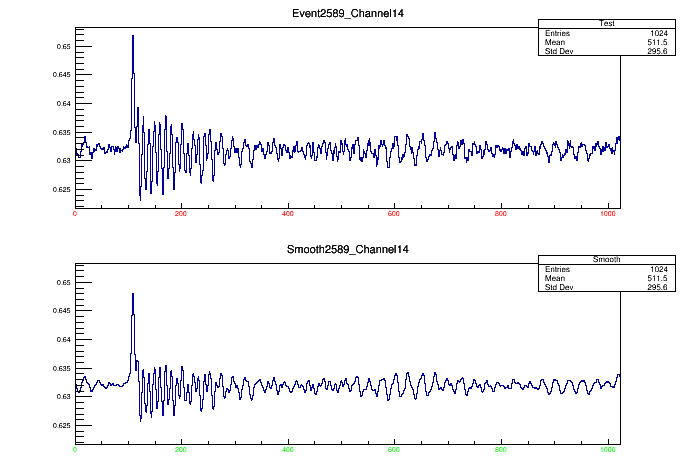 Event2589_Channel14
Test
Entries 1024
Mean 511.5
Std Dev 295.6
0.65
0.645
0.64
0.635
0.63
0.625
0 200 400 600 800 1000
Smooth2589_Channel14
Smooth
Entries 1024
Mean 511.5
Std Dev 295.6
0.65
0.645
0.64
0.635
0.63
0.625
0 200 400 600 800 1000